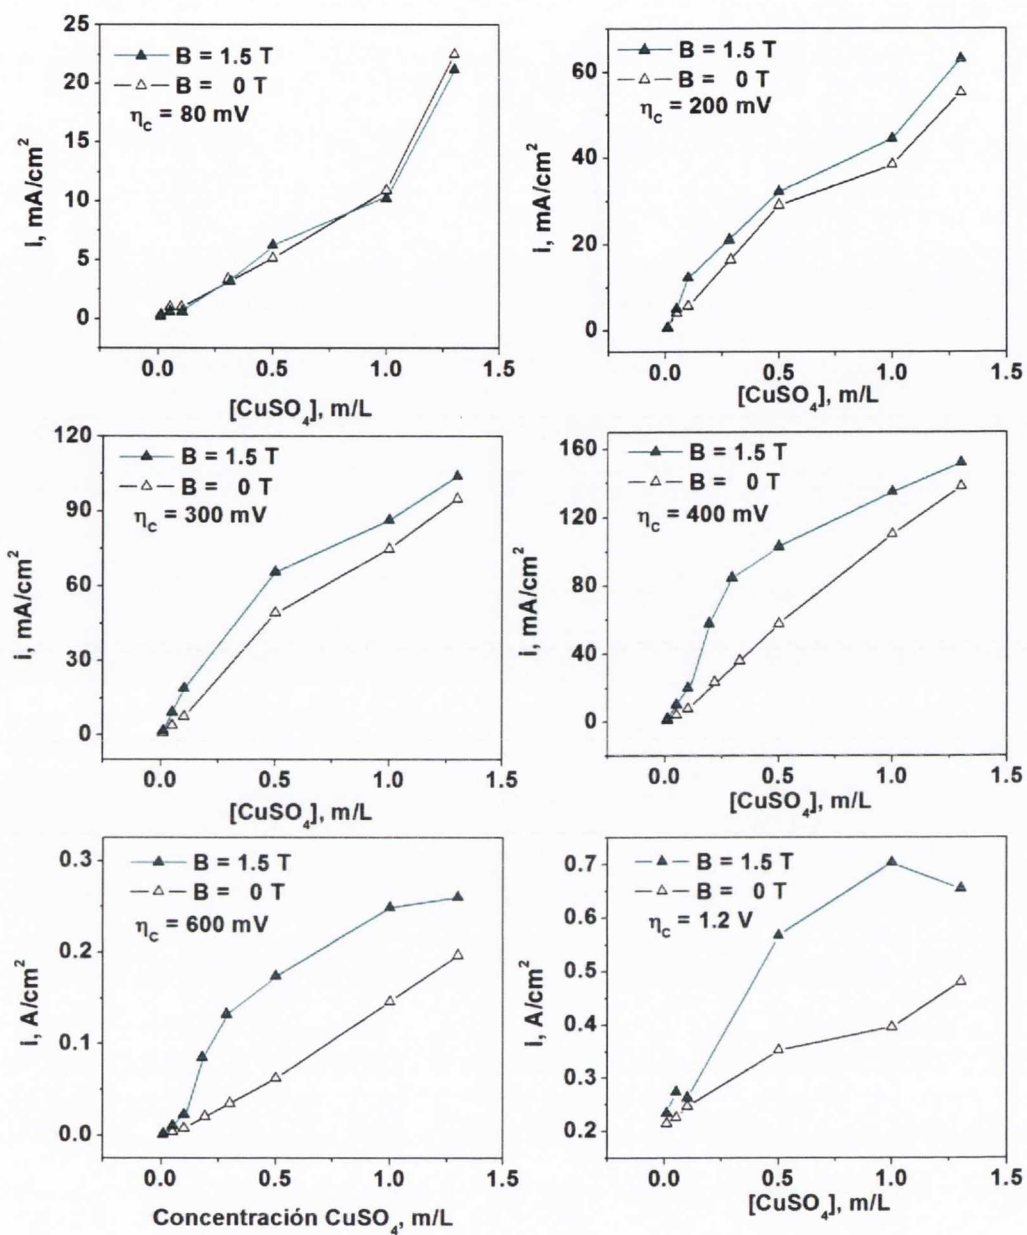 B = 1.5 T
B = 0 T
ηc = 80 mV
i, mA/cm²
25
20
15
10
5
0
0.0 0.5 1.0 1.5
[CuSO₄], m/L
B = 1.5 T
B = 0 T
ηc = 200 mV
i, mA/cm²
60
40
20
0
0.0 0.5 1.0 1.5
[CuSO₄], m/L
B = 1.5 T
B = 0 T
ηc = 300 mV
i, mA/cm²
120
90
60
30
0
0.0 0.5 1.0 1.5
[CuSO₄], m/L
B = 1.5 T
B = 0 T
ηc = 400 mV
i, mA/cm²
160
120
80
40
0
0.0 0.5 1.0 1.5
[CuSO₄], m/L
B = 1.5 T
B = 0 T
ηc = 600 mV
i, A/cm²
0.3
0.2
0.1
0.0
0.0 0.5 1.0 1.5
Concentración CuSO₄, m/L
B = 1.5 T
B = 0 T
ηc = 1.2 V
i, A/cm²
0.7
0.6
0.5
0.4
0.3
0.2
0.0 0.5 1.0 1.5
[CuSO₄], m/L